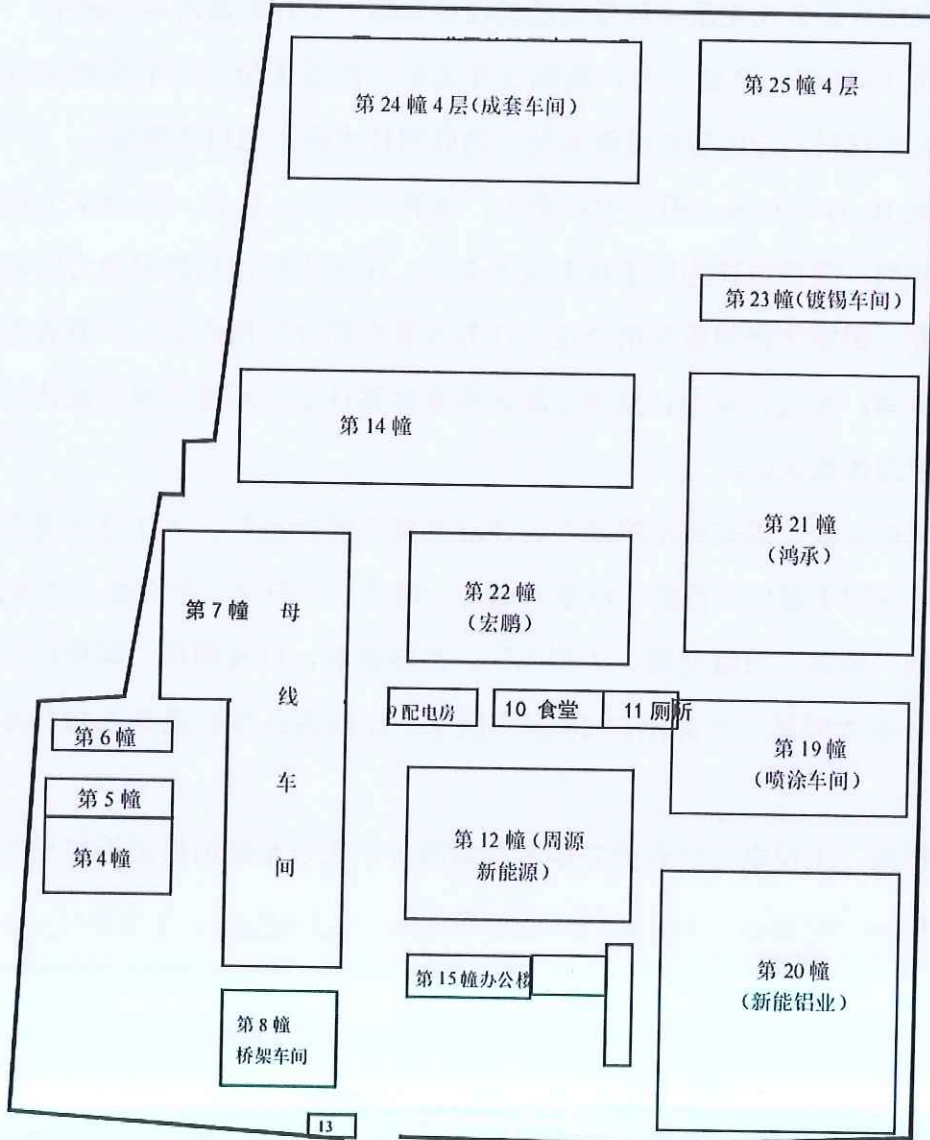 第 24 幢 4 层(成套车间)
第 25 幢 4 层
第 23 幢(镀锡车间)
第 14 幢
第 21 幢
(鸿承)
第 22 幢
(宏鹏)
第 7 幢
母
线
车
间
9 配电房
10 食堂
11 厕所
第 6 幢
第 19 幢
(喷涂车间)
第 5 幢
第 4 幢
第 12 幢(周源
新能源)
第 15 幢办公楼
第 20 幢
(新能铝业)
第 8 幢
桥架车间
13